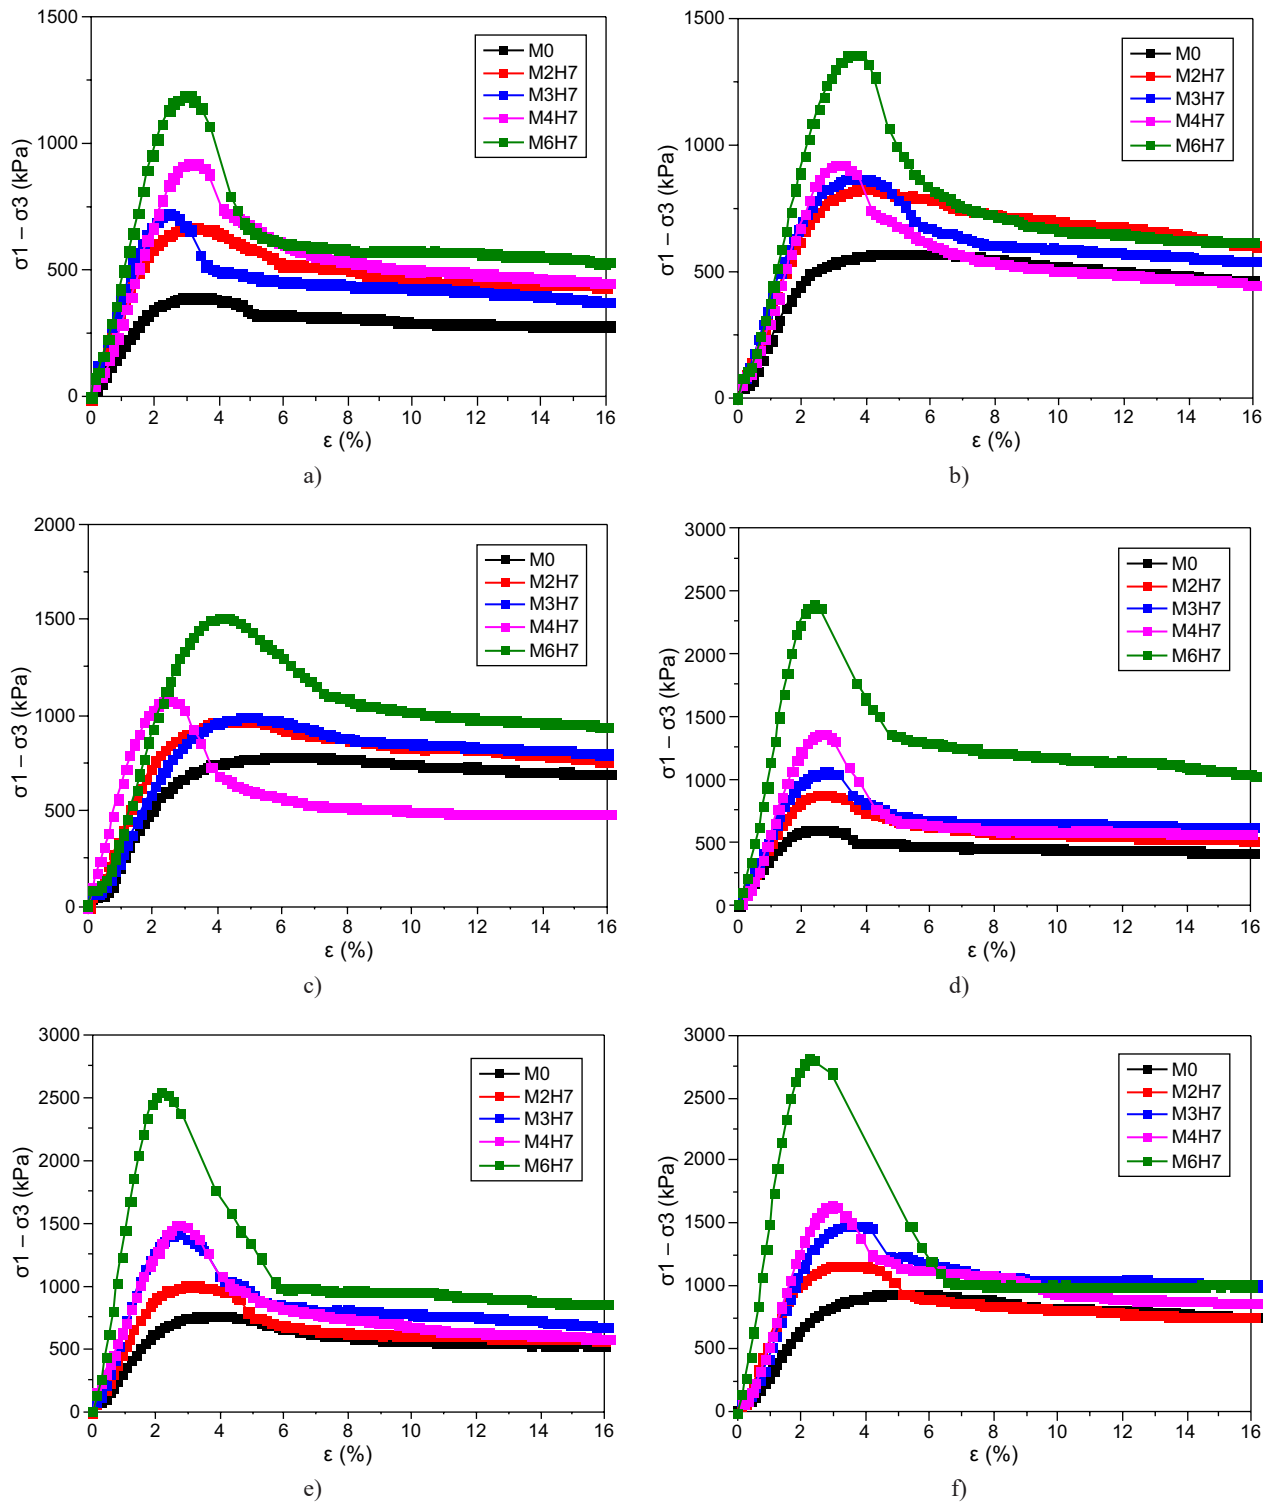 1500
1000
500
0
σ1 – σ3 (kPa)
M0
M2H7
M3H7
M4H7
M6H7
0 2 4 6 8 10 12 14 16
ε (%)
a)
1500
1000
500
0
σ1 – σ3 (kPa)
M0
M2H7
M3H7
M4H7
M6H7
0 2 4 6 8 10 12 14 16
ε (%)
b)
2000
1500
1000
500
0
σ1 – σ3 (kPa)
M0
M2H7
M3H7
M4H7
M6H7
0 2 4 6 8 10 12 14 16
ε (%)
c)
3000
2500
2000
1500
1000
500
0
σ1 – σ3 (kPa)
M0
M2H7
M3H7
M4H7
M6H7
0 2 4 6 8 10 12 14 16
ε (%)
d)
3000
2500
2000
1500
1000
500
0
σ1 – σ3 (kPa)
M0
M2H7
M3H7
M4H7
M6H7
0 2 4 6 8 10 12 14 16
ε (%)
e)
3000
2500
2000
1500
1000
500
0
σ1 – σ3 (kPa)
M0
M2H7
M3H7
M4H7
M6H7
0 2 4 6 8 10 12 14 16
ε (%)
f)